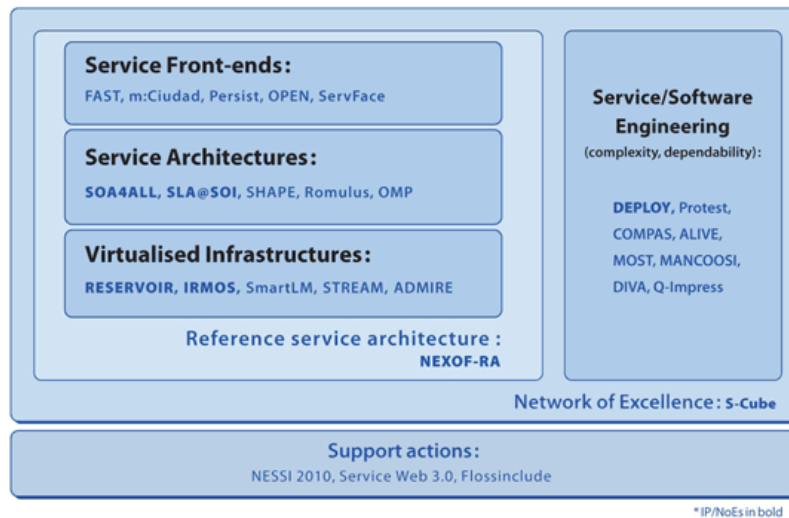 Service Front-ends:
FAST, m:Ciudad, Persist, OPEN, ServFace
Service Architectures:
SOA4ALL, SLA@SOI, SHAPE, Romulus, OMP
Virtualised Infrastructures:
RESERVOIR, IRMOS, SmartLM, STREAM, ADMIRE
Reference service architecture :
NEXOF-RA
Service/Software
Engineering
(complexity, dependability):
DEPLOY, Protest,
COMPAS, ALIVE,
MOST, MANCOOSI,
DIVA, Q-Impress
Network of Excellence: S-Cube
Support actions:
NESSI 2010, Service Web 3.0, Flossinclude
*IP/NoEs in bold